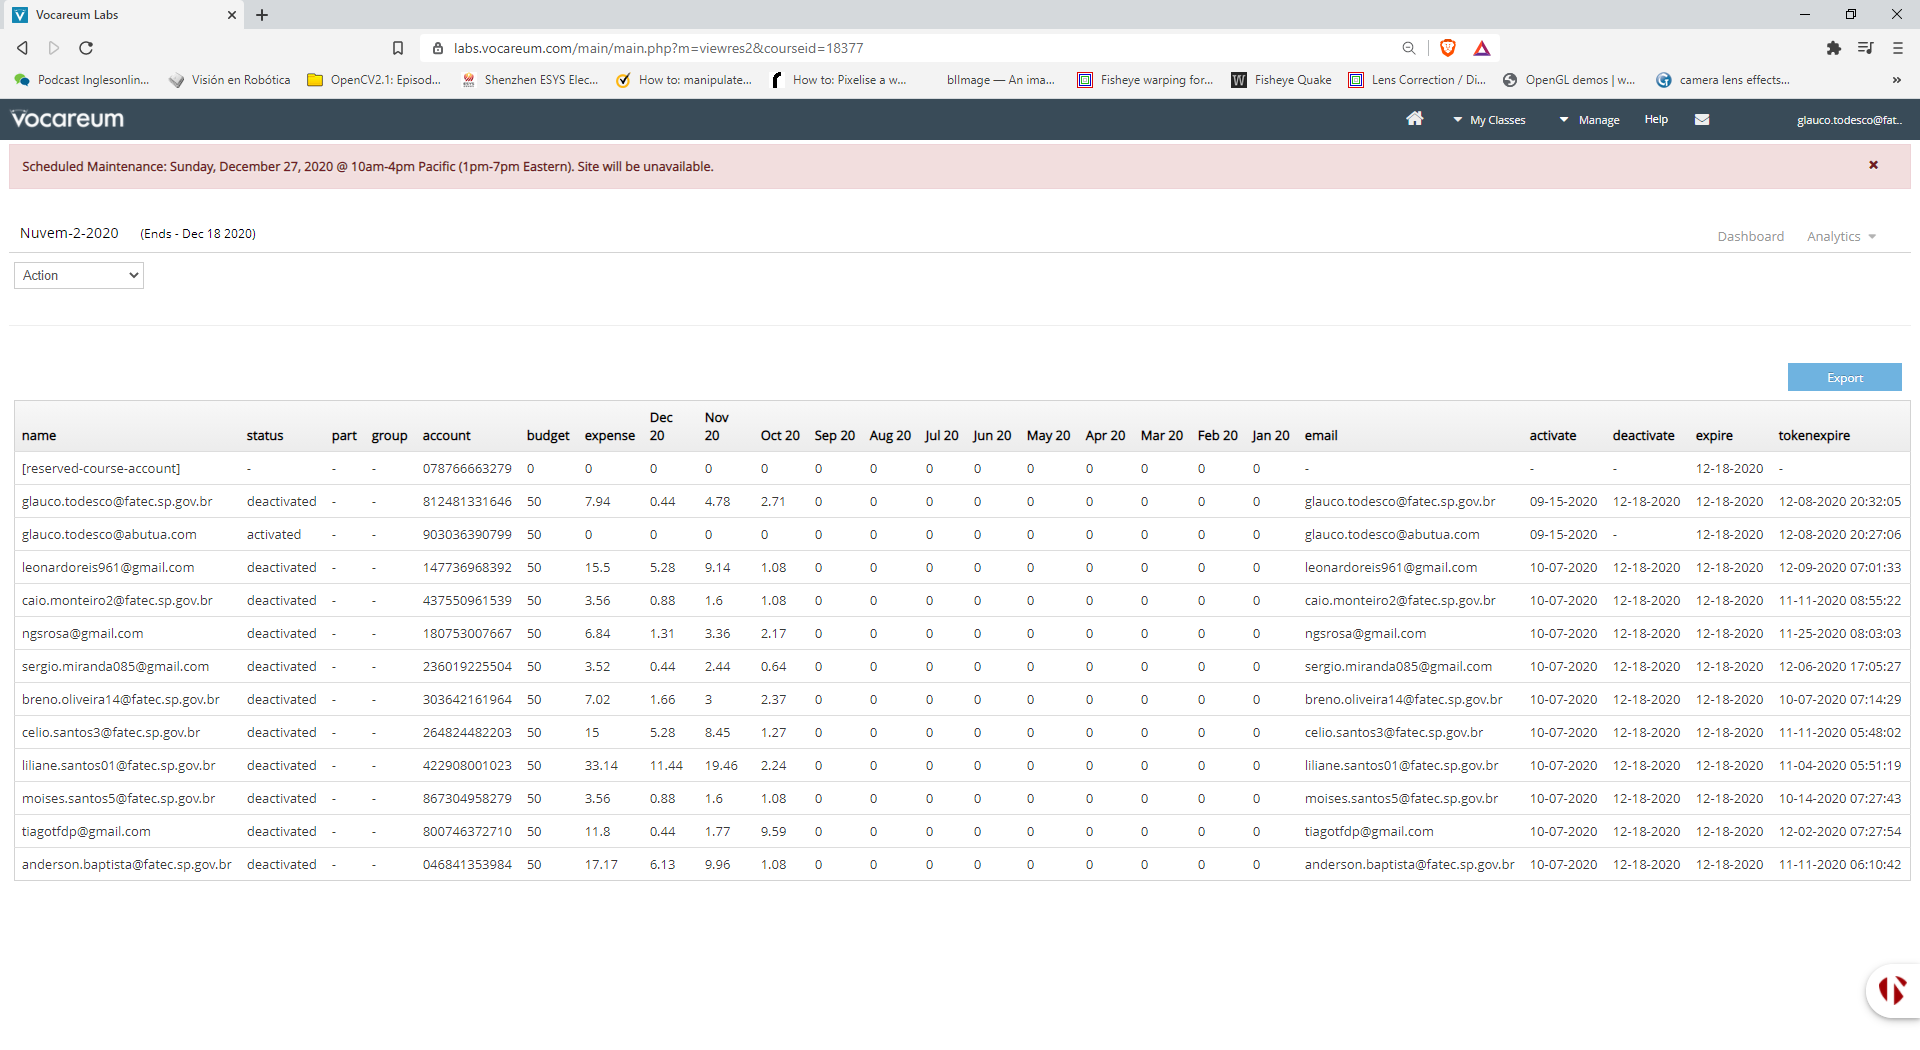 Vocareum Labs
labs.vocareum.com/main/main.php?m=viewres2&courseid=18377
Podcast Inglesonlin... Visión en Robótica OpenCV2.1: Episod... Shenzhen ESYS Elec... How to: manipulate... How to: Pixelise a w... blImage — An ima... Fisheye warping for... Fisheye Quake Lens Correction / Di... OpenGL demos | w... camera lens effects... »
vocareum My Classes Manage Help glauco.todesco@fat..
Scheduled Maintenance: Sunday, December 27, 2020 @ 10am-4pm Pacific (1pm-7pm Eastern). Site will be unavailable.
Nuvem-2-2020 (Ends - Dec 18 2020) Dashboard Analytics
Action
Export
name status part group account budget expense Dec 20 Nov 20 Oct 20 Sep 20 Aug 20 Jul 20 Jun 20 May 20 Apr 20 Mar 20 Feb 20 Jan 20 email activate deactivate expire tokenexpire
[reserved-course-account] - - - 078766663279 0 0 0 0 0 0 0 0 0 0 0 0 0 0 - - - 12-18-2020 -
glauco.todesco@fatec.sp.gov.br deactivated - - 812481331646 50 7.94 0.44 4.78 2.71 0 0 0 0 0 0 0 0 0 glauco.todesco@fatec.sp.gov.br 09-15-2020 12-18-2020 12-18-2020 12-08-2020 20:32:05
glauco.todesco@abutua.com activated - - 903036390799 50 0 0 0 0 0 0 0 0 0 0 0 0 0 glauco.todesco@abutua.com 09-15-2020 - 12-18-2020 12-08-2020 20:27:06
leonardoreis961@gmail.com deactivated - - 147736968392 50 15.5 5.28 9.14 1.08 0 0 0 0 0 0 0 0 0 leonardoreis961@gmail.com 10-07-2020 12-18-2020 12-18-2020 12-09-2020 07:01:33
caio.monteiro2@fatec.sp.gov.br deactivated - - 437550961539 50 3.56 0.88 1.6 1.08 0 0 0 0 0 0 0 0 0 caio.monteiro2@fatec.sp.gov.br 10-07-2020 12-18-2020 12-18-2020 11-11-2020 08:55:22
ngsrosa@gmail.com deactivated - - 180753007667 50 6.84 1.31 3.36 2.17 0 0 0 0 0 0 0 0 0 ngsrosa@gmail.com 10-07-2020 12-18-2020 12-18-2020 11-25-2020 08:03:03
sergio.miranda085@gmail.com deactivated - - 236019225504 50 3.52 0.44 2.44 0.64 0 0 0 0 0 0 0 0 0 sergio.miranda085@gmail.com 10-07-2020 12-18-2020 12-18-2020 12-06-2020 17:05:27
breno.oliveira14@fatec.sp.gov.br deactivated - - 303642161964 50 7.02 1.66 3 2.37 0 0 0 0 0 0 0 0 0 breno.oliveira14@fatec.sp.gov.br 10-07-2020 12-18-2020 12-18-2020 10-07-2020 07:14:29
celio.santos3@fatec.sp.gov.br deactivated - - 264824482203 50 15 5.28 8.45 1.27 0 0 0 0 0 0 0 0 0 celio.santos3@fatec.sp.gov.br 10-07-2020 12-18-2020 12-18-2020 11-11-2020 05:48:02
liliane.santos01@fatec.sp.gov.br deactivated - - 422908001023 50 33.14 11.44 19.46 2.24 0 0 0 0 0 0 0 0 0 liliane.santos01@fatec.sp.gov.br 10-07-2020 12-18-2020 12-18-2020 11-04-2020 05:51:19
moises.santos5@fatec.sp.gov.br deactivated - - 867304958279 50 3.56 0.88 1.6 1.08 0 0 0 0 0 0 0 0 0 moises.santos5@fatec.sp.gov.br 10-07-2020 12-18-2020 12-18-2020 10-14-2020 07:27:43
tiagotfdp@gmail.com deactivated - - 800746372710 50 11.8 0.44 1.77 9.59 0 0 0 0 0 0 0 0 0 tiagotfdp@gmail.com 10-07-2020 12-18-2020 12-18-2020 12-02-2020 07:27:54
anderson.baptista@fatec.sp.gov.br deactivated - - 046841353984 50 17.17 6.13 9.96 1.08 0 0 0 0 0 0 0 0 0 anderson.baptista@fatec.sp.gov.br 10-07-2020 12-18-2020 12-18-2020 11-11-2020 06:10:42